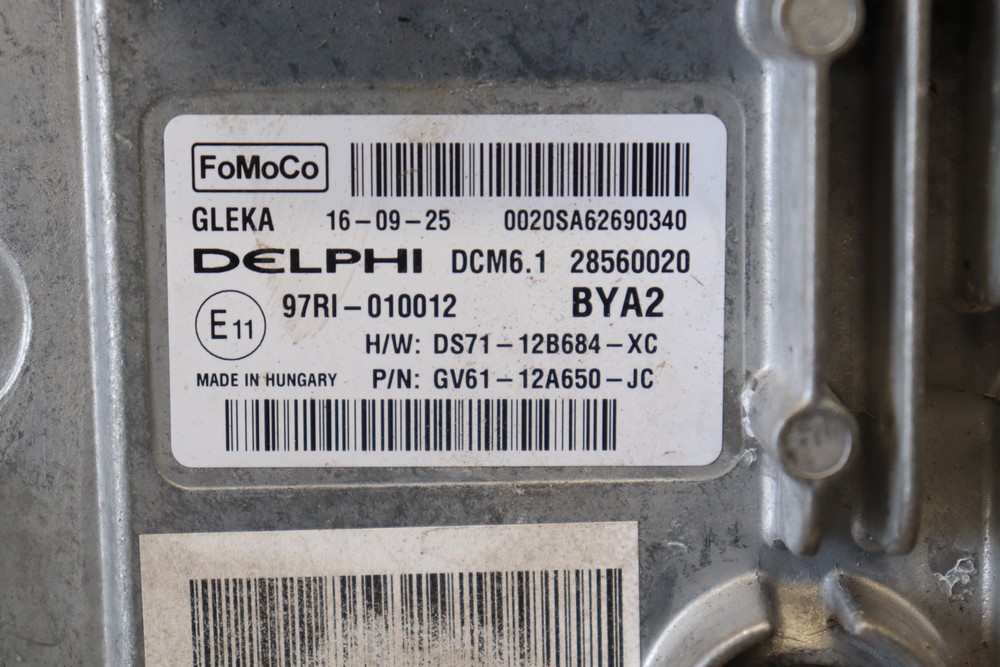 FoMoCo
GLEKA 16-09-25 0020SA62690340
DELPHI DCM6.1 28560020
E11 97RI-010012 BYA2
H/W: DS71-12B684-XC
MADE IN HUNGARY P/N: GV61-12A650-JC